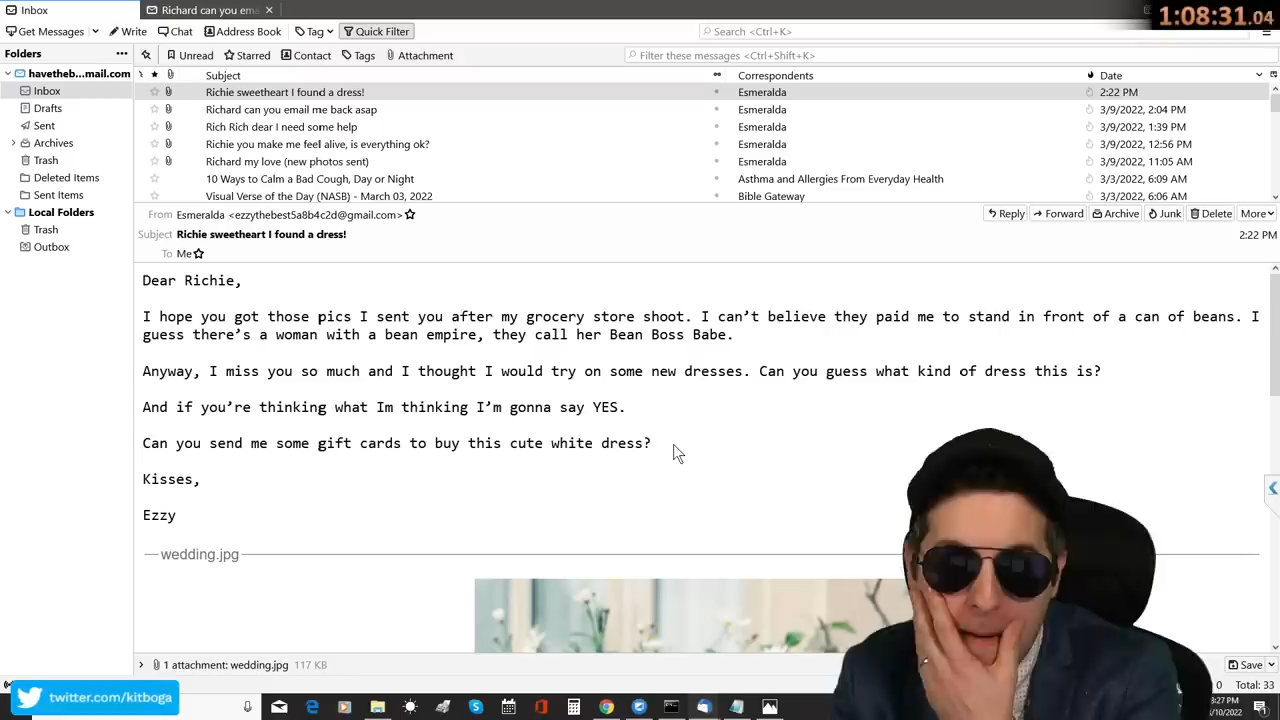 Inbox
Richard can you em
1:08:31.04
Get Messages
Write
Chat
Address Book
Tag
Quick Filter
Search <Ctrl+K>
Folders
Unread
Starred
Contact
Tags
Attachment
Filter these messages <Ctrl+Shift+K>
havetheb...mail.com
Inbox
Drafts
Sent
Archives
Trash
Deleted Items
Sent Items
Local Folders
Trash
Outbox
Subject Correspondents Date
Richie sweetheart I found a dress! Esmeralda 2:22 PM
Richard can you email me back asap Esmeralda 3/9/2022, 2:04 PM
Rich Rich dear I need some help Esmeralda 3/9/2022, 1:39 PM
Richie you make me feel alive, is everything ok? Esmeralda 3/9/2022, 12:56 PM
Richard my love (new photos sent) Esmeralda 3/9/2022, 11:05 AM
10 Ways to Calm a Bad Cough, Day or Night Asthma and Allergies From Everyday Health 3/3/2022, 6:09 AM
Visual Verse of the Day (NASB) - March 03, 2022 Bible Gateway 3/3/2022, 6:06 AM
From Esmeralda <ezzythebest5a8b4c2d@gmail.com>
Reply Forward Archive Junk Delete More
Subject Richie sweetheart I found a dress! 2:22 PM
To Me
Dear Richie,
I hope you got those pics I sent you after my grocery store shoot. I can't believe they paid me to stand in front of a can of beans. I
guess there's a woman with a bean empire, they call her Bean Boss Babe.
Anyway, I miss you so much and I thought I would try on some new dresses. Can you guess what kind of dress this is?
And if you're thinking what Im thinking I'm gonna say YES.
Can you send me some gift cards to buy this cute white dress?
Kisses,
Ezzy
wedding.jpg
1 attachment: wedding.jpg 117 KB
Save
0 Total: 33
twitter.com/kitboga